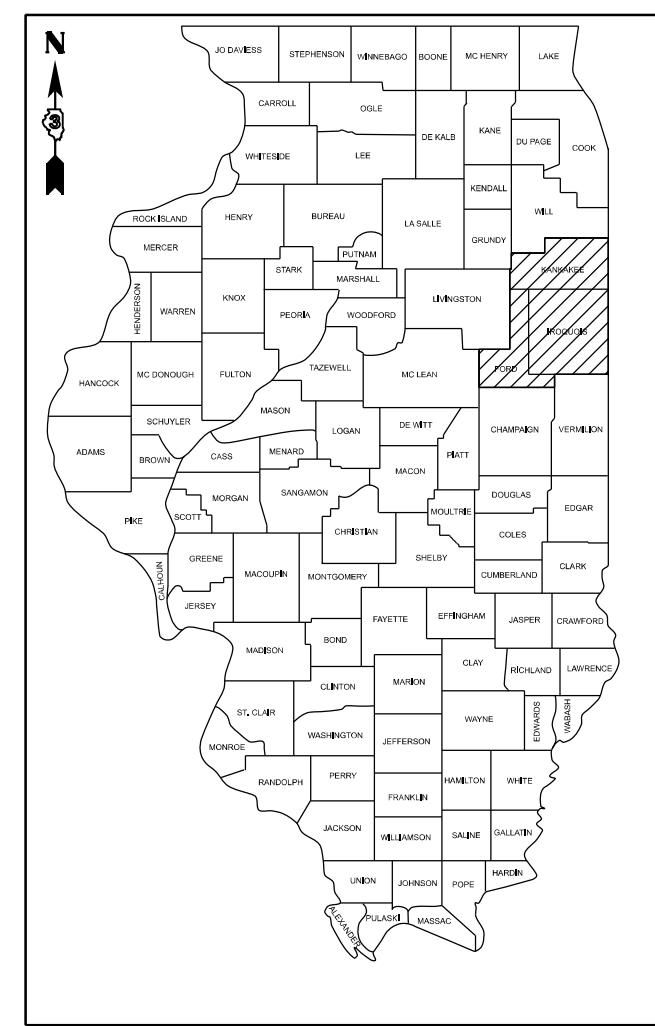 N
3
JO DAVIESS
STEPHENSON
WINNEBAGO
BOONE
MC HENRY
LAKE
CARROLL
OGLE
DE KALB
KANE
DU PAGE
COOK
WHITESIDE
LEE
KENDALL
WILL
ROCK ISLAND
HENRY
BUREAU
LA SALLE
GRUNDY
MERCER
PUTNAM
KANKAKEE
STARK
MARSHALL
HENDERSON
WARREN
KNOX
PEORIA
WOODFORD
LIVINGSTON
IROQUOIS
FORD
HANCOCK
MC DONOUGH
FULTON
TAZEWELL
MC LEAN
MASON
SCHUYLER
LOGAN
DE WITT
CHAMPAIGN
VERMILION
ADAMS
BROWN
CASS
MENARD
PIATT
MACON
MORGAN
SANGAMON
DOUGLAS
EDGAR
PIKE
SCOTT
CHRISTIAN
MOULTRIE
COLES
GREENE
SHELBY
CALHOUN
MACOUPIN
MONTGOMERY
CUMBERLAND
CLARK
JERSEY
FAYETTE
EFFINGHAM
JASPER
CRAWFORD
BOND
MADISON
CLAY
RICHLAND
LAWRENCE
CLINTON
MARION
ST. CLAIR
WAYNE
EDWARDS
WABASH
WASHINGTON
JEFFERSON
MONROE
PERRY
HAMILTON
WHITE
RANDOLPH
FRANKLIN
JACKSON
WILLIAMSON
SALINE
GALLATIN
UNION
JOHNSON
POPE
HARDIN
ALEXANDER
PULASKI
MASSAC